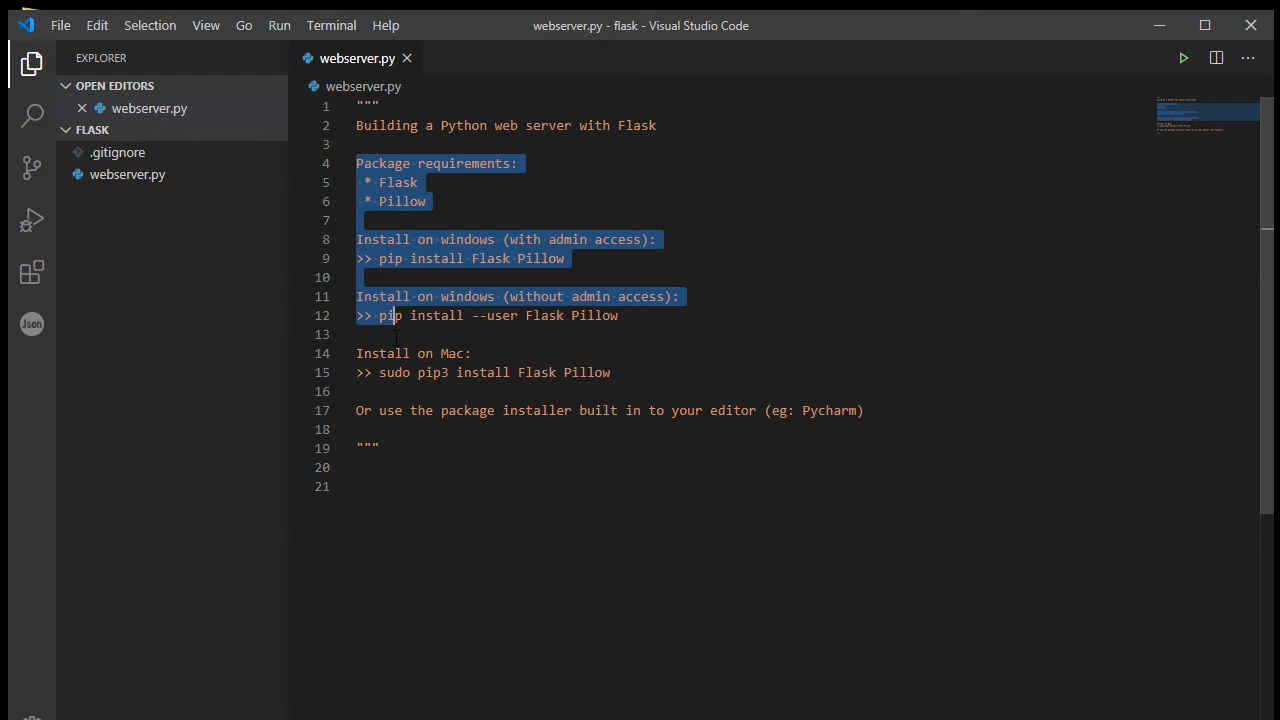 File Edit Selection View Go Run Terminal Help
webserver.py - flask - Visual Studio Code
EXPLORER
OPEN EDITORS
webserver.py
FLASK
.gitignore
webserver.py
Json
webserver.py
webserver.py
1 """
2 Building a Python web server with Flask
3
4 Package requirements:
5 * Flask
6 * Pillow
7
8 Install on windows (with admin access):
9 >> pip install Flask Pillow
10
11 Install on windows (without admin access):
12 >> pip install --user Flask Pillow
13
14 Install on Mac:
15 >> sudo pip3 install Flask Pillow
16
17 Or use the package installer built in to your editor (eg: Pycharm)
18
19 """
20
21